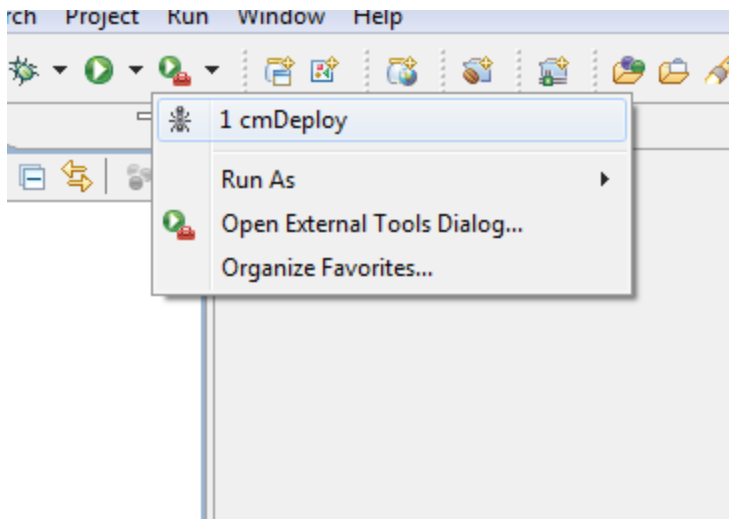 rch Project Run Window Help
1 cmDeploy
Run As
Open External Tools Dialog...
Organize Favorites...